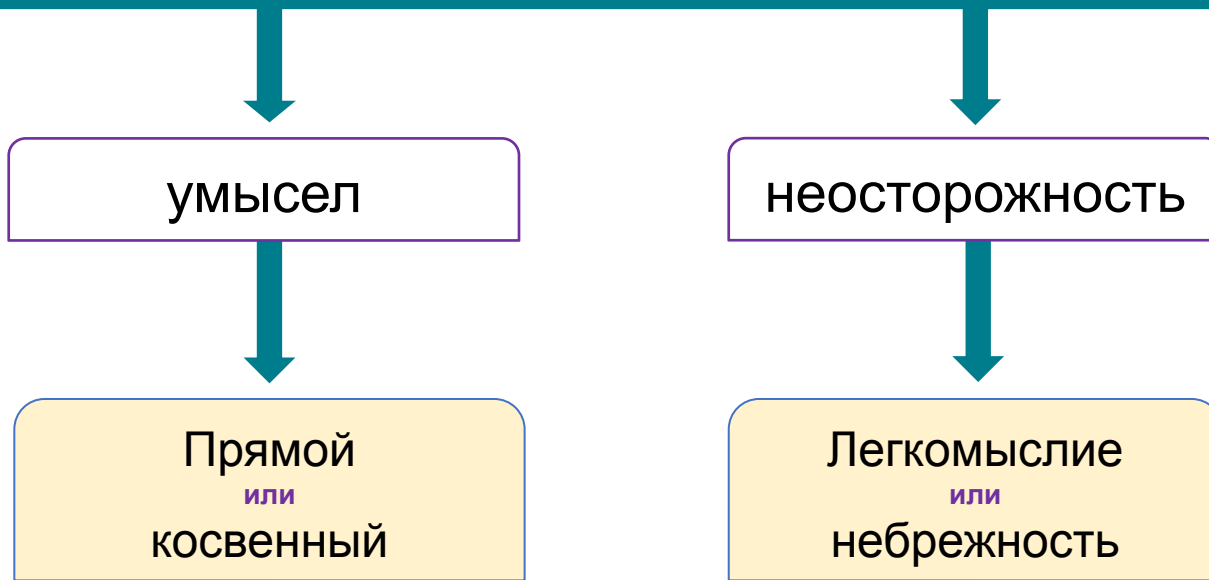 умысел
неосторожность
Прямой
или
косвенный
Легкомыслие
или
небрежность